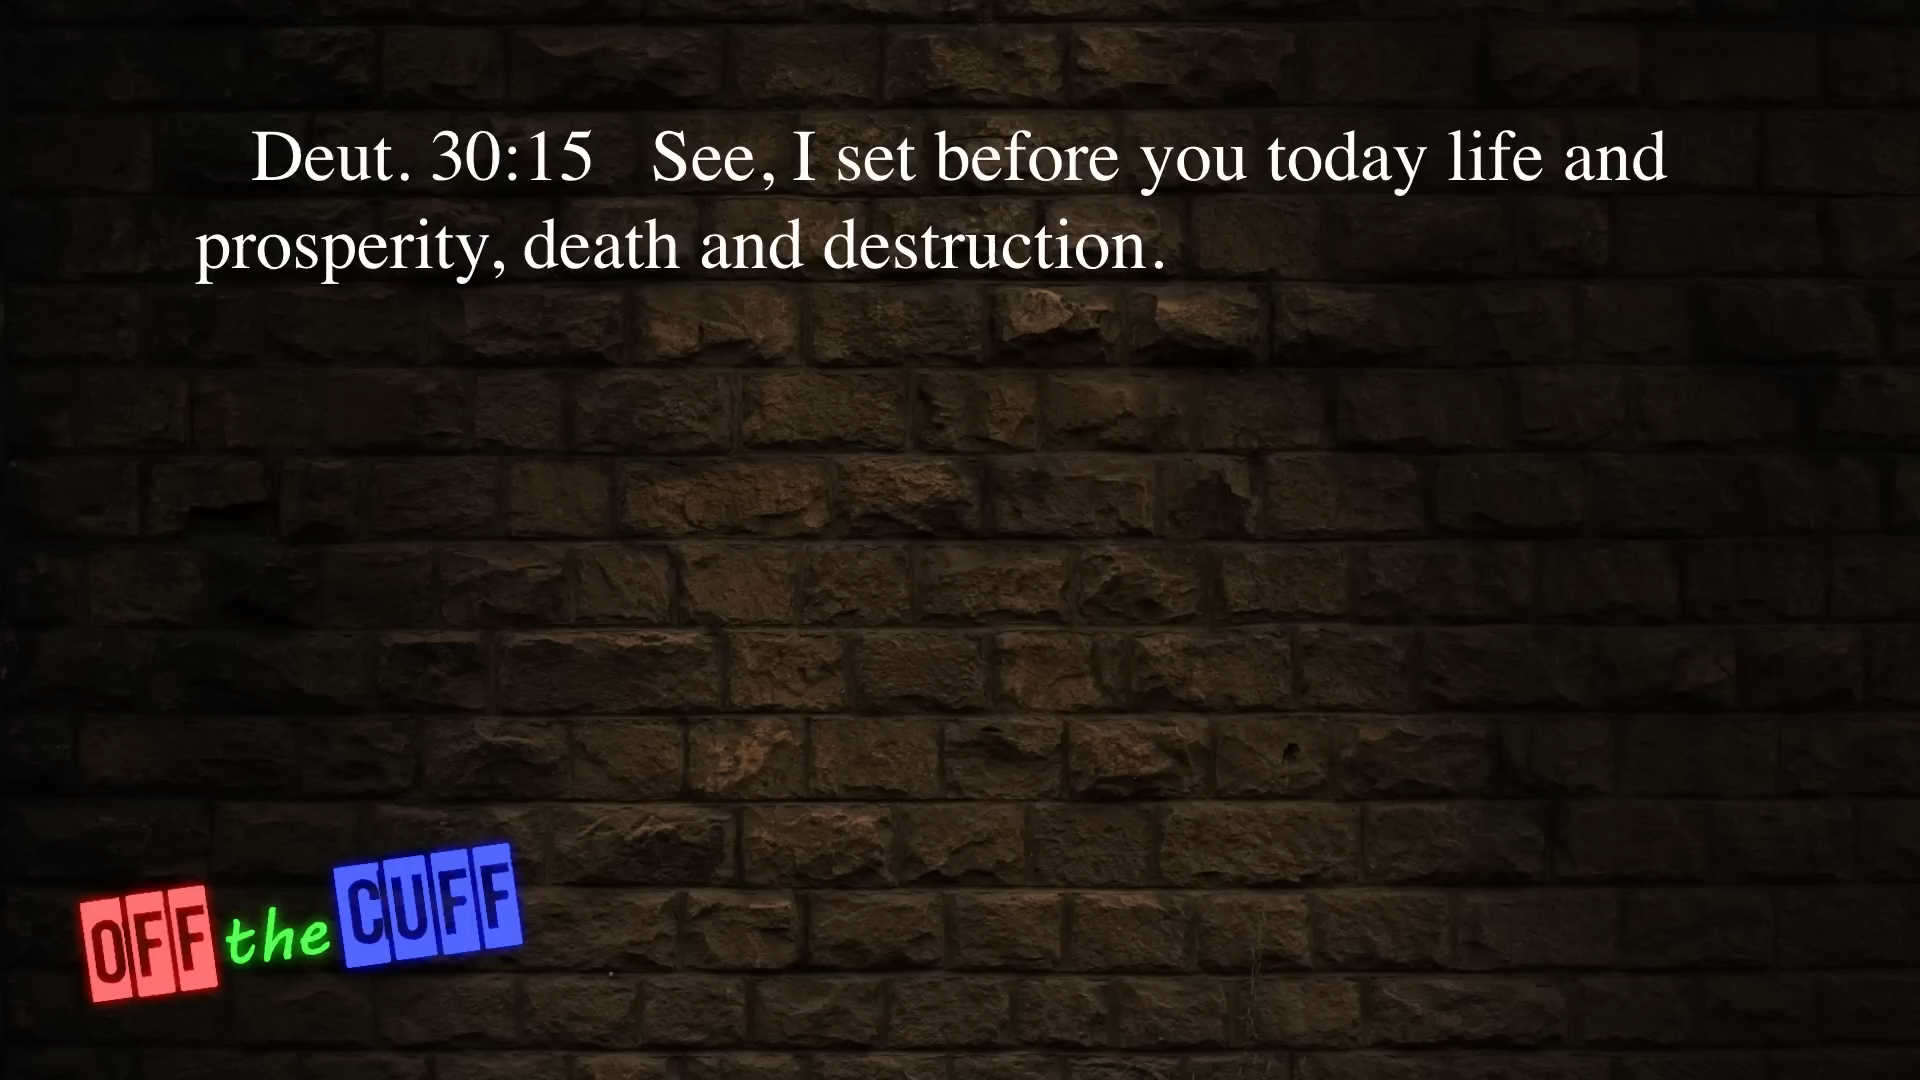 Deut. 30:15   See, I set before you today life and
prosperity, death and destruction.
OFF the CUFF